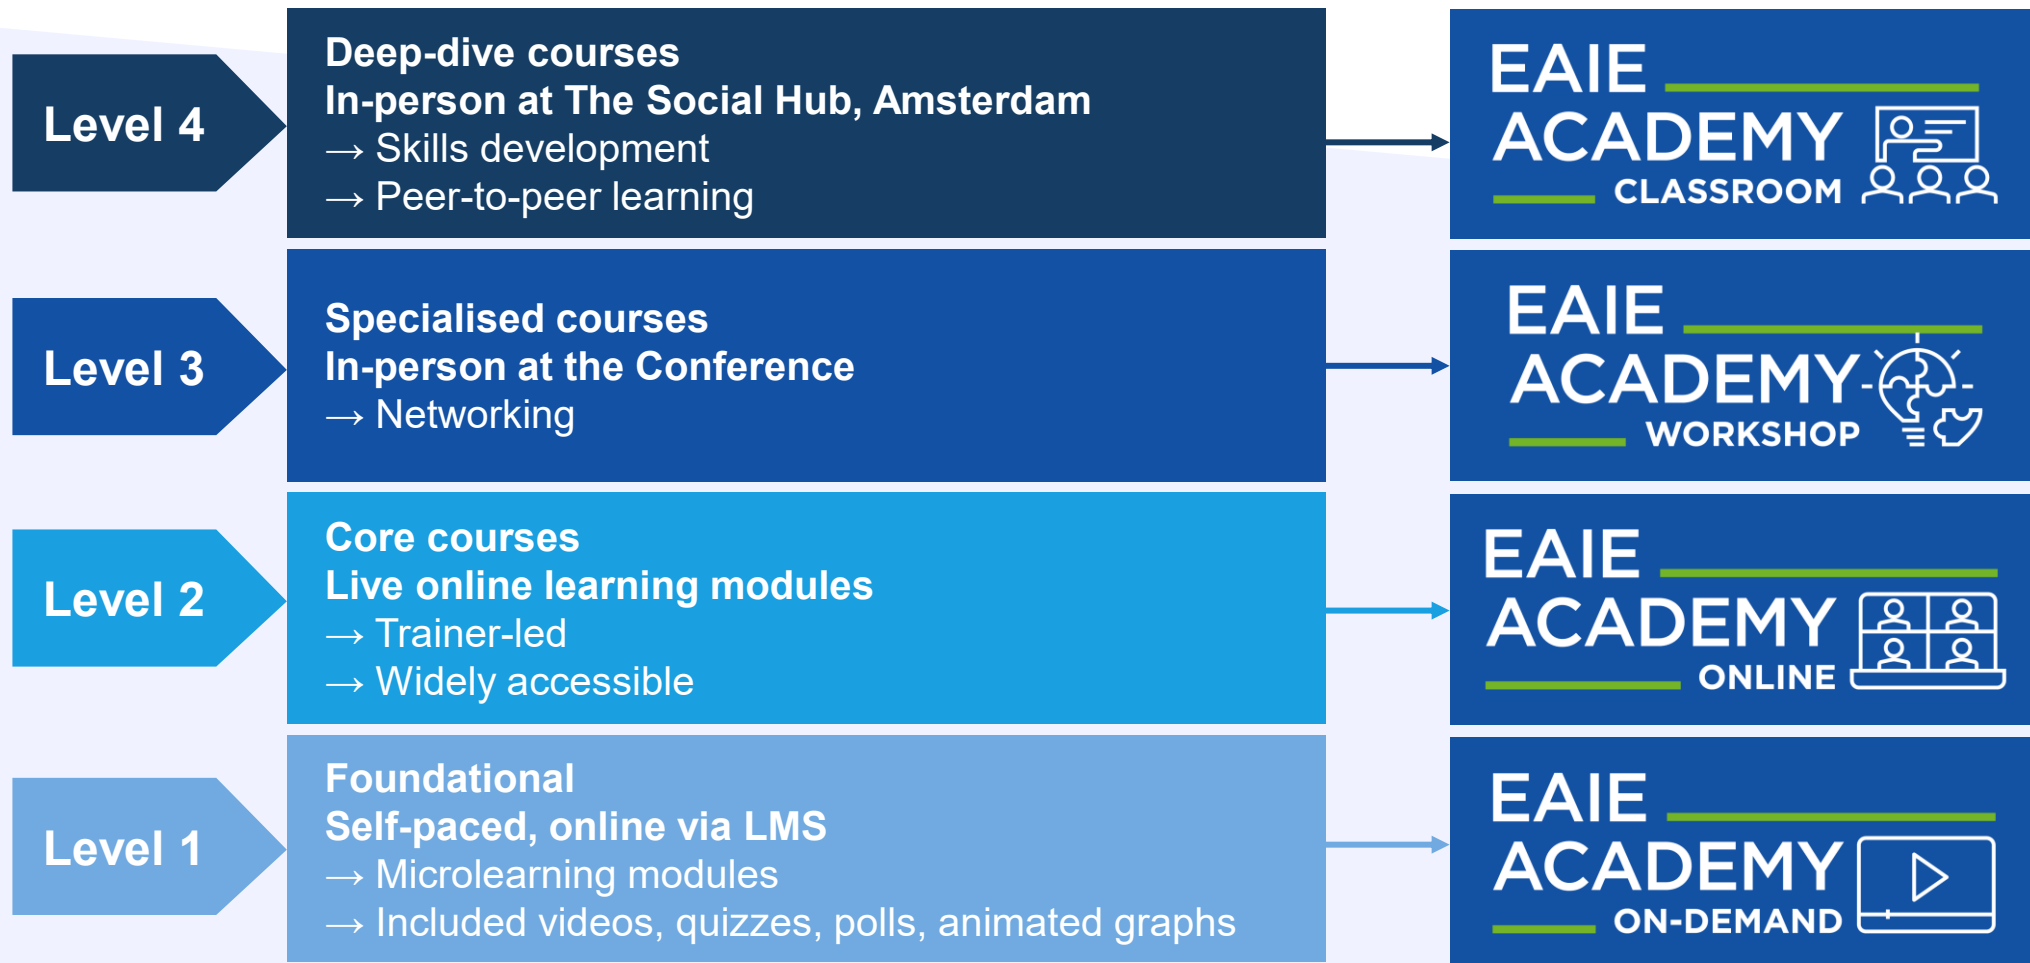 Level 4
Deep-dive courses
In-person at The Social Hub, Amsterdam
→ Skills development
→ Peer-to-peer learning
EAIE
ACADEMY
CLASSROOM
Level 3
Specialised courses
In-person at the Conference
→ Networking
EAIE
ACADEMY
WORKSHOP
Level 2
Core courses
Live online learning modules
→ Trainer-led
→ Widely accessible
EAIE
ACADEMY
ONLINE
Level 1
Foundational
Self-paced, online via LMS
→ Microlearning modules
→ Included videos, quizzes, polls, animated graphs
EAIE
ACADEMY
ON-DEMAND